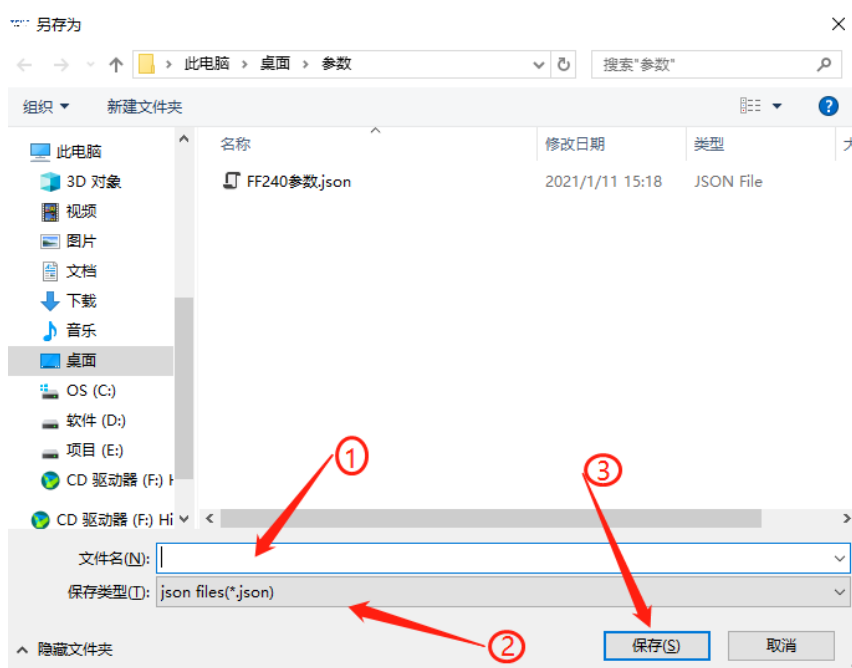 另存为
此电脑 > 桌面 > 参数
搜索"参数"
组织 新建文件夹
名称 修改日期 类型
FF240参数.json 2021/1/11 15:18 JSON File
此电脑
3D 对象
视频
图片
文档
下载
音乐
桌面
OS (C:)
软件 (D:)
项目 (E:)
CD 驱动器 (F:)
CD 驱动器 (F:) Hi
① ③
文件名(N):
保存类型(T): json files(*.json)
②
隐藏文件夹 保存(S) 取消